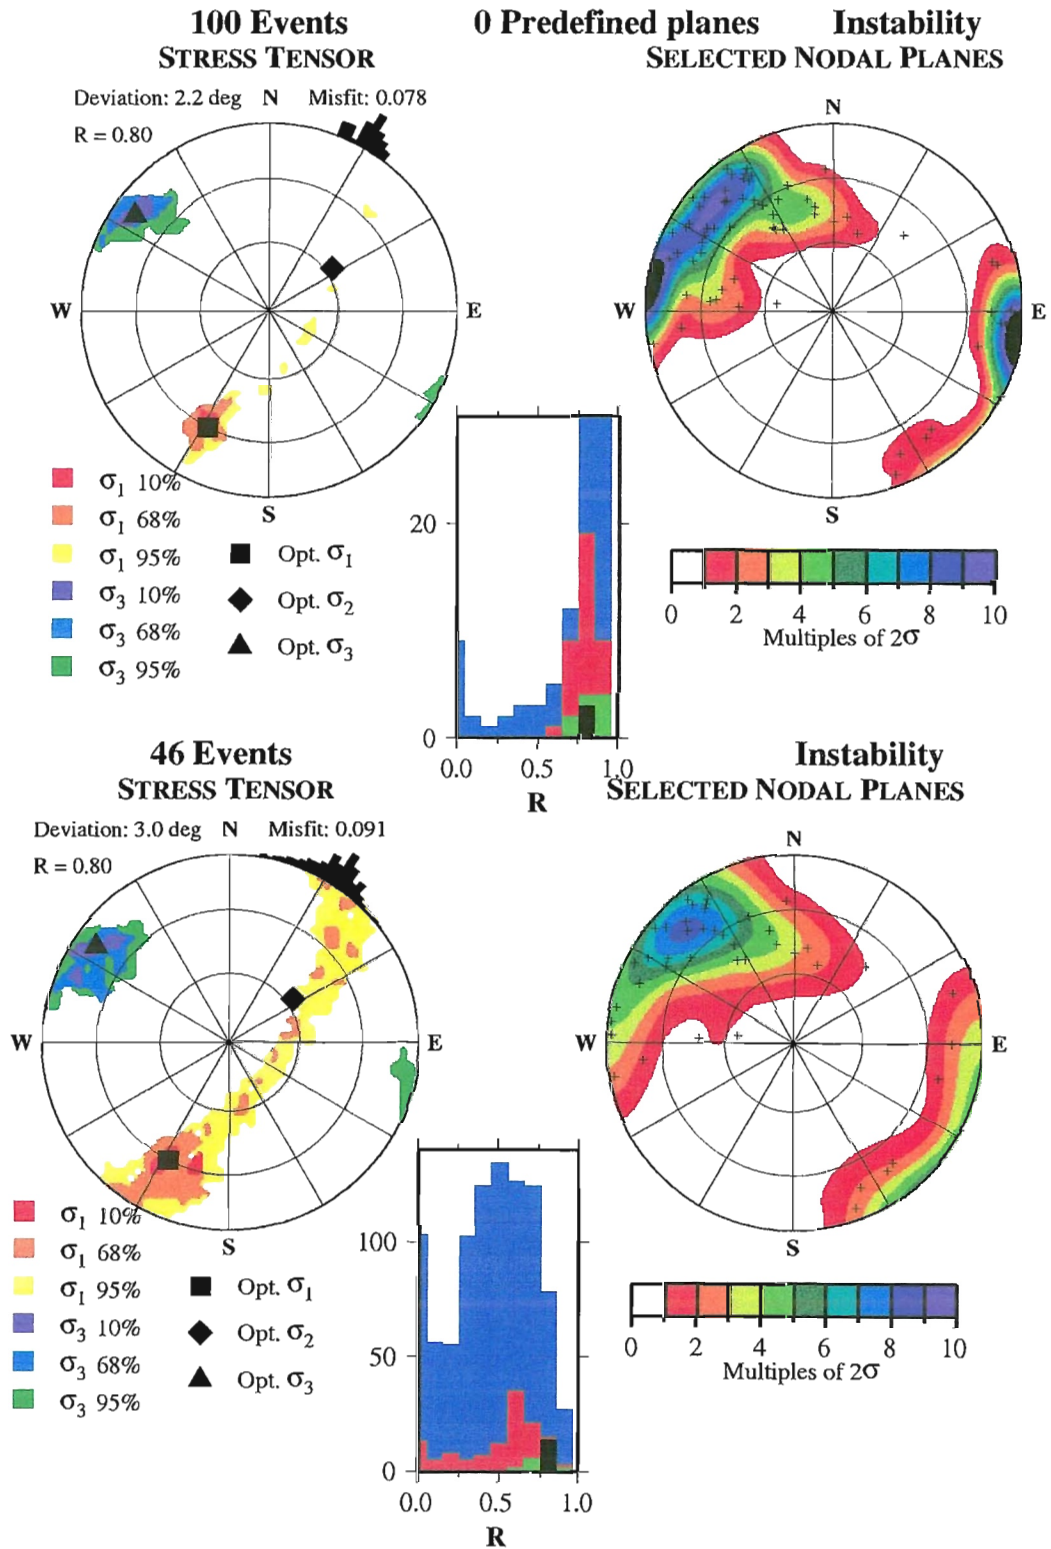 100 Events 0 Predefined planes Instability
STRESS TENSOR SELECTED NODAL PLANES
Deviation: 2.2 deg N Misfit: 0.078
N
R = 0.80
W E W E
S S
σ1 10%
σ1 68%
σ1 95% Opt. σ1
σ3 10% Opt. σ2
σ3 68% Opt. σ3
σ3 95%
20
0
0.0 0.5 1.0
R
0 2 4 6 8 10
Multiples of 2σ
46 Events Instability
STRESS TENSOR SELECTED NODAL PLANES
Deviation: 3.0 deg N Misfit: 0.091
N
R = 0.80
W E W E
S S
σ1 10%
σ1 68%
σ1 95% Opt. σ1
σ3 10% Opt. σ2
σ3 68% Opt. σ3
σ3 95%
100
50
0
0.0 0.5 1.0
R
0 2 4 6 8 10
Multiples of 2σ